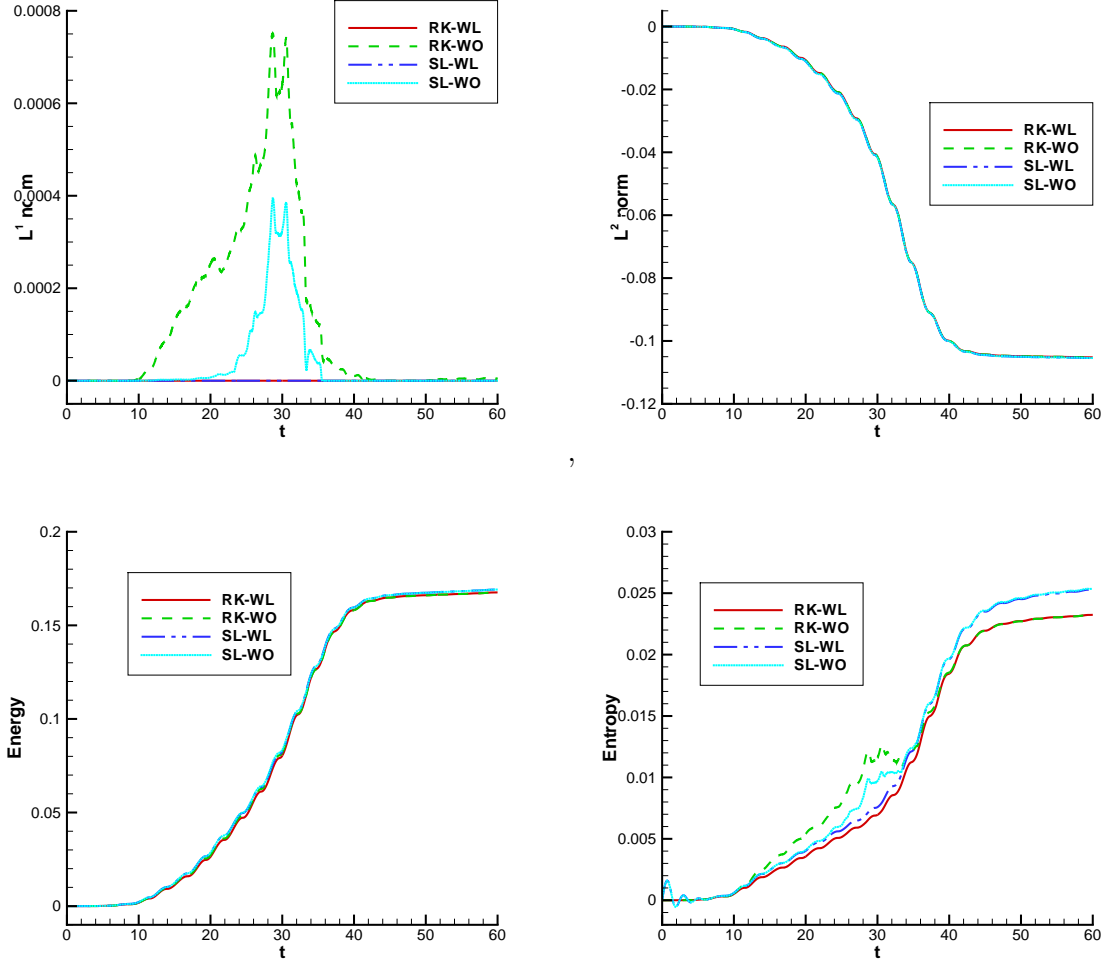 0.0008
0.0006
0.0004
0.0002
0
L¹ norm
RK-WL
RK-WO
SL-WL
SL-WO
0 10 20 30 40 50 60
t
-0
-0.02
-0.04
-0.06
-0.08
-0.1
-0.12
L² norm
RK-WL
RK-WO
SL-WL
SL-WO
0 10 20 30 40 50 60
t
,
0.2
0.15
0.1
0.05
0
Energy
RK-WL
RK-WO
SL-WL
SL-WO
0 10 20 30 40 50 60
t
0.03
0.025
0.02
0.015
0.01
0.005
0
Entropy
RK-WL
RK-WO
SL-WL
SL-WO
0 10 20 30 40 50 60
t